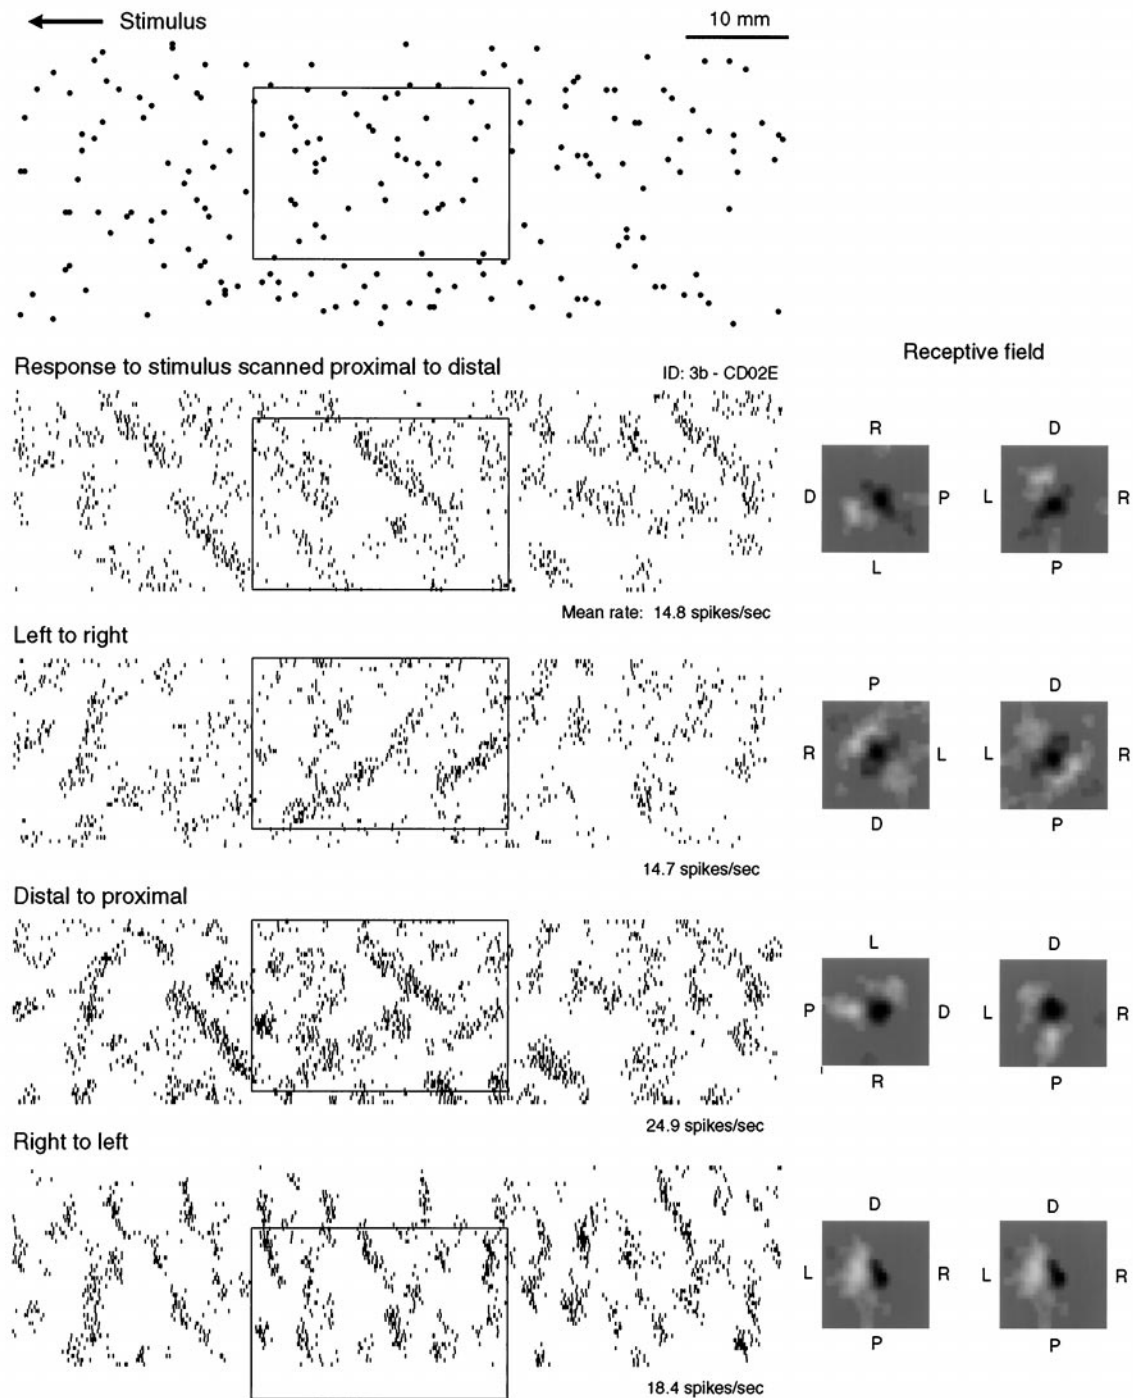 Stimulus
10 mm
Response to stimulus scanned proximal to distal
ID: 3b - CD02E
Receptive field
R D
D P L R
L P
Mean rate: 14.8 spikes/sec
Left to right
P D
R L L R
D P
14.7 spikes/sec
Distal to proximal
L D
P D L R
R P
24.9 spikes/sec
Right to left
D D
L R L R
P P
18.4 spikes/sec